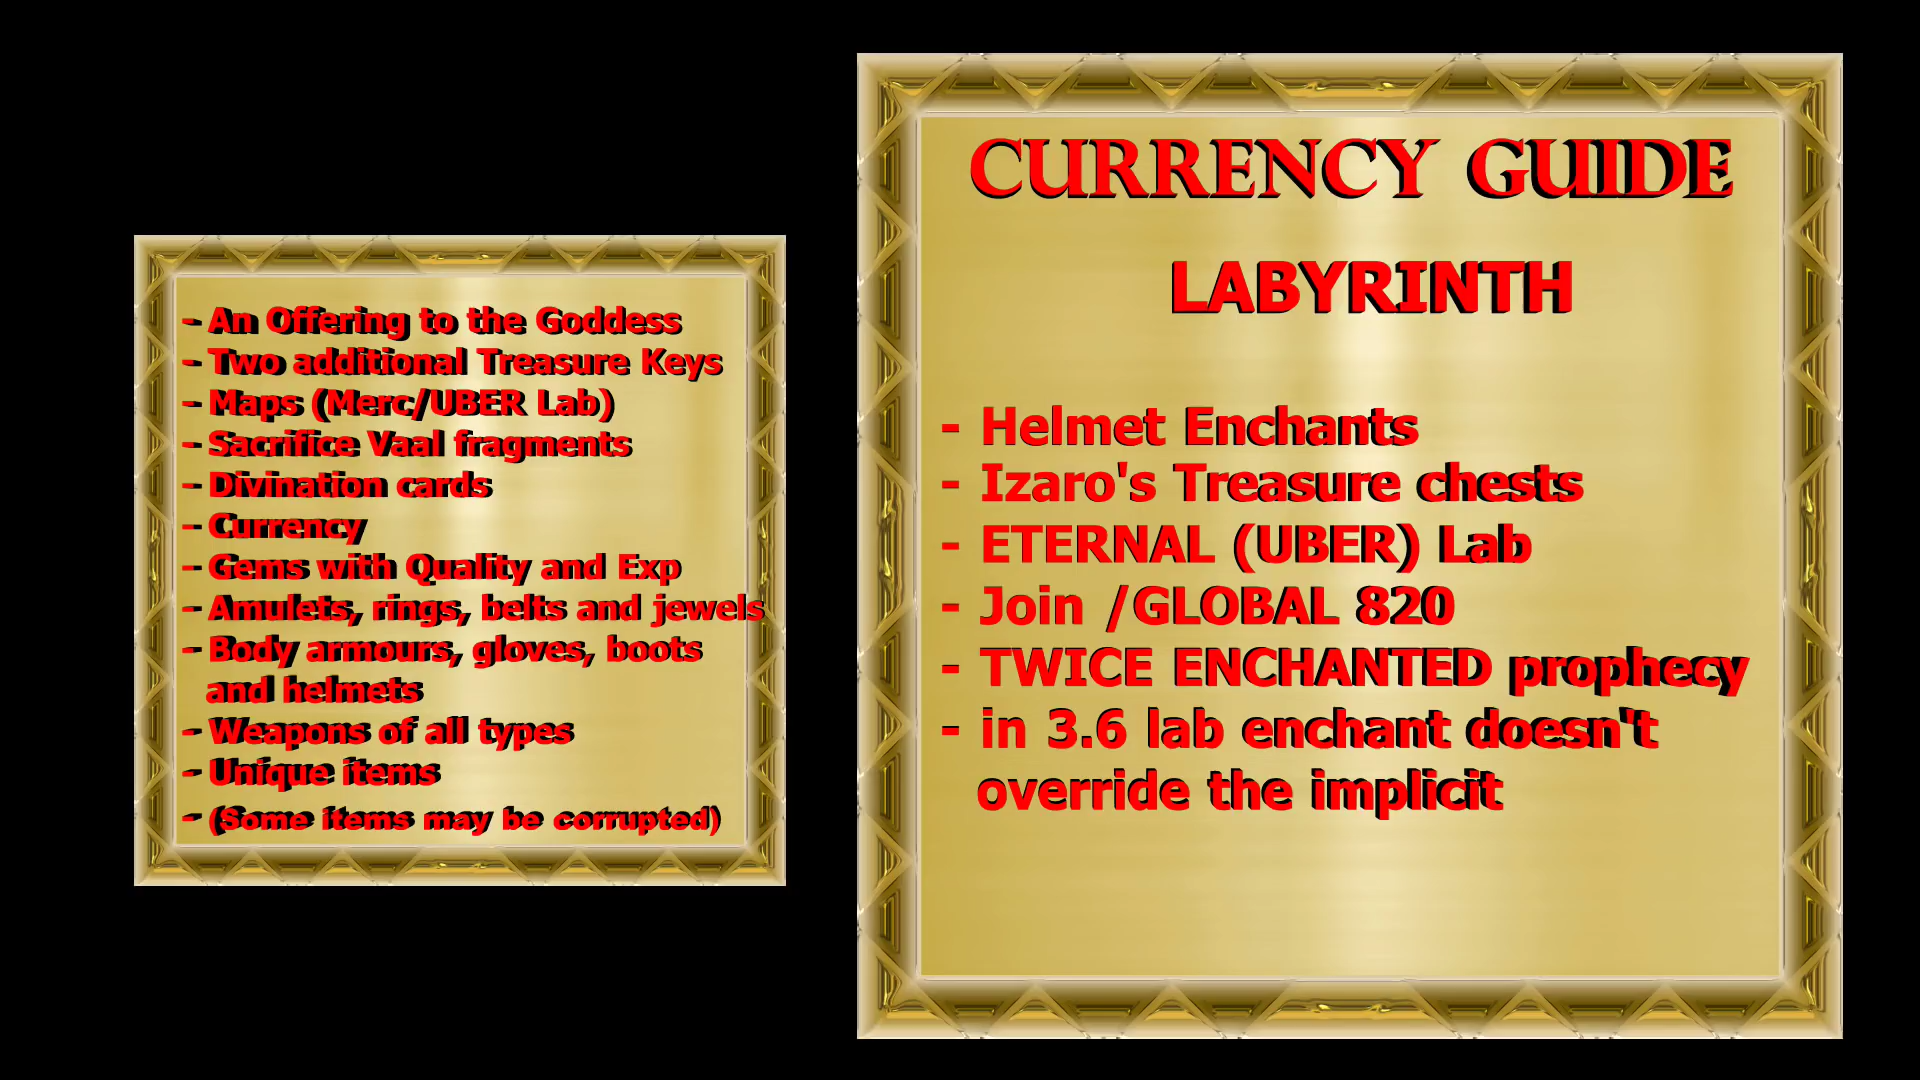 - An Offering to the Goddess
- Two additional Treasure Keys
- Maps (Merc/UBER Lab)
- Sacrifice Vaal fragments
- Divination cards
- Currency
- Gems with Quality and Exp
- Amulets, rings, belts and jewels
- Body armours, gloves, boots
and helmets
- Weapons of all types
- Unique items
- (Some items may be corrupted)
CURRENCY GUIDE
LABYRINTH
- Helmet Enchants
- Izaro's Treasure chests
- ETERNAL (UBER) Lab
- Join /GLOBAL 820
- TWICE ENCHANTED prophecy
- in 3.6 lab enchant doesn't
override the implicit